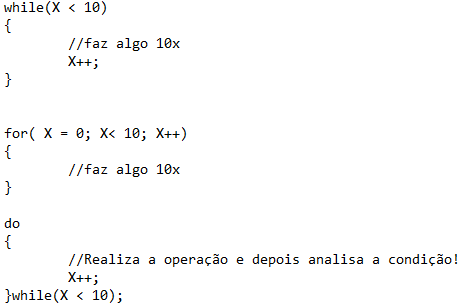 while(X < 10)
{
        //faz algo 10x
        X++;
}
for( X = 0; X< 10; X++)
{
        //faz algo 10x
}
do
{
        //Realiza a operação e depois analisa a condição!
        X++;
}while(X < 10);